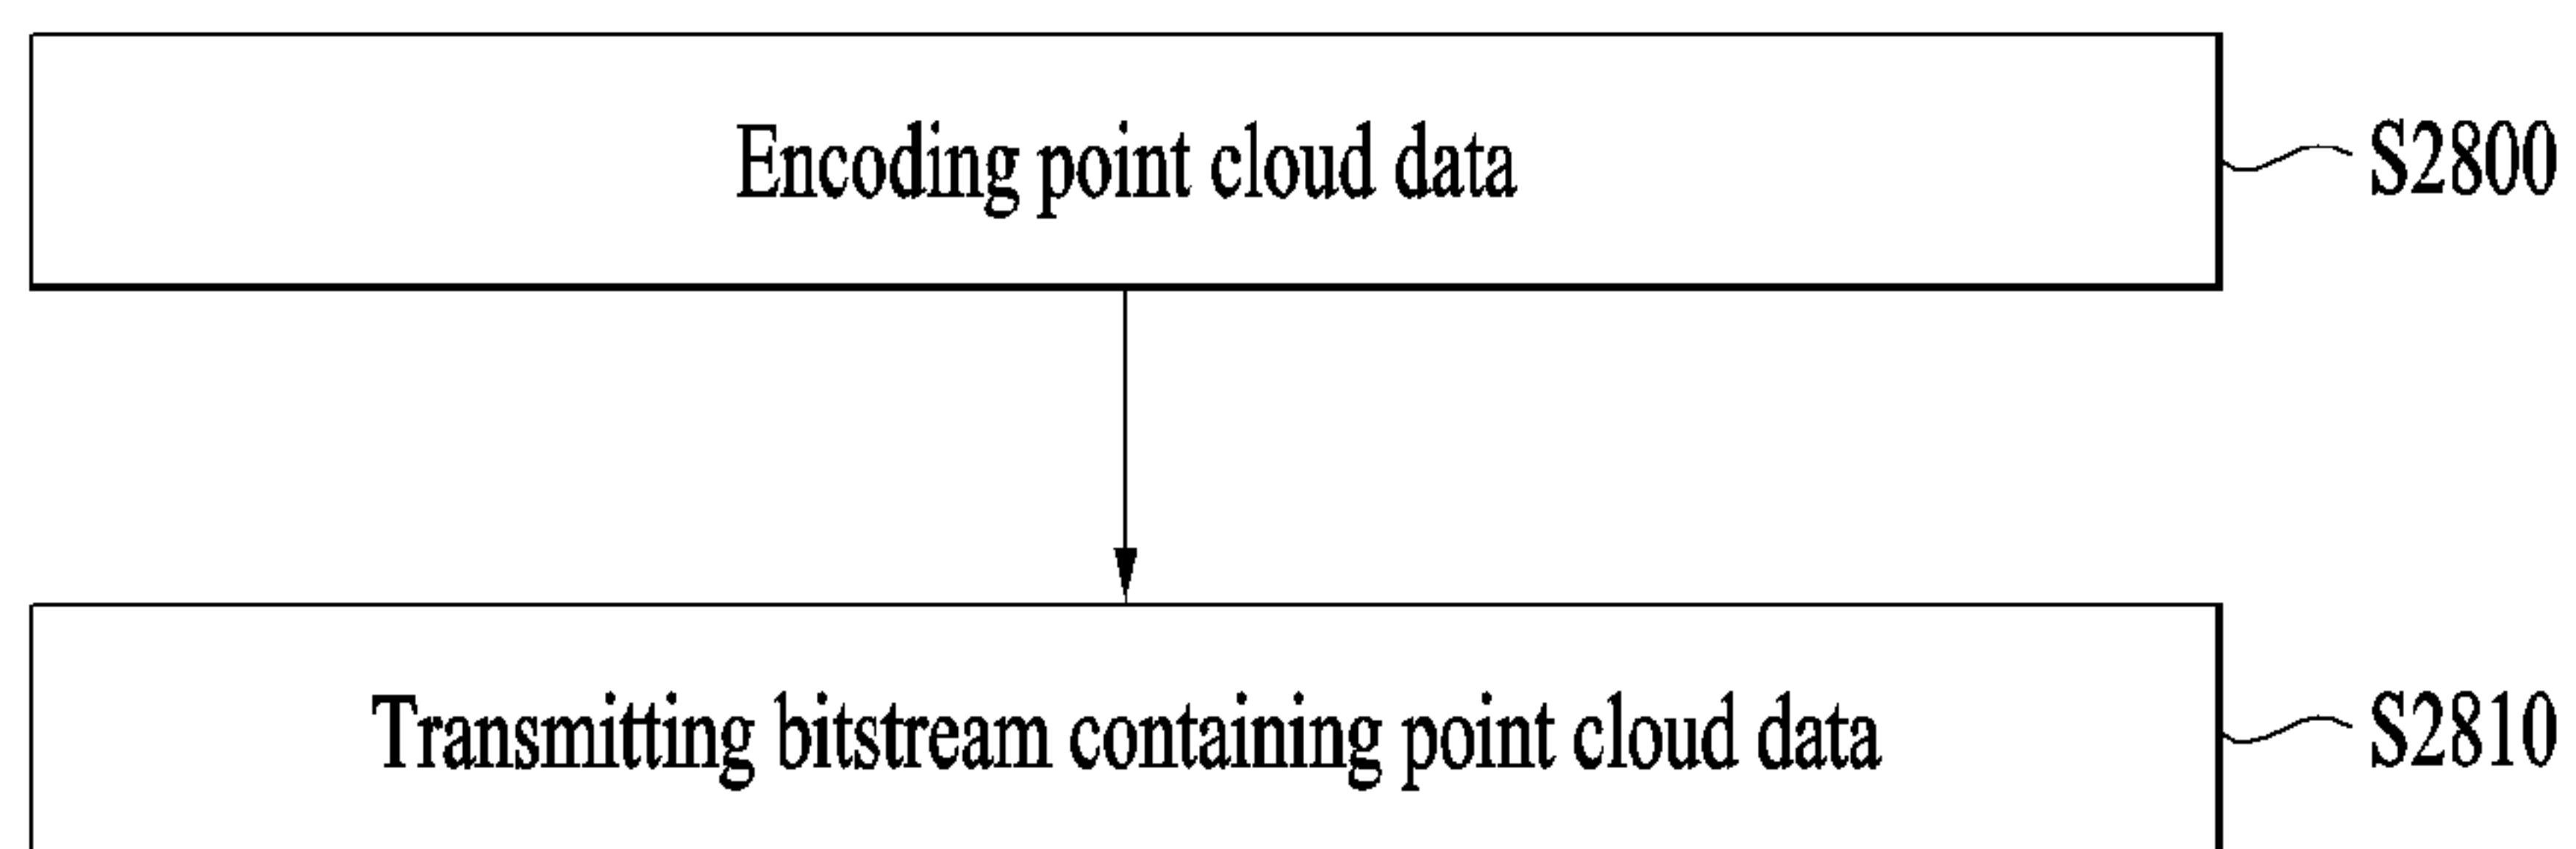 Encoding point cloud data
S2800
Transmitting bitstream containing point cloud data
S2810